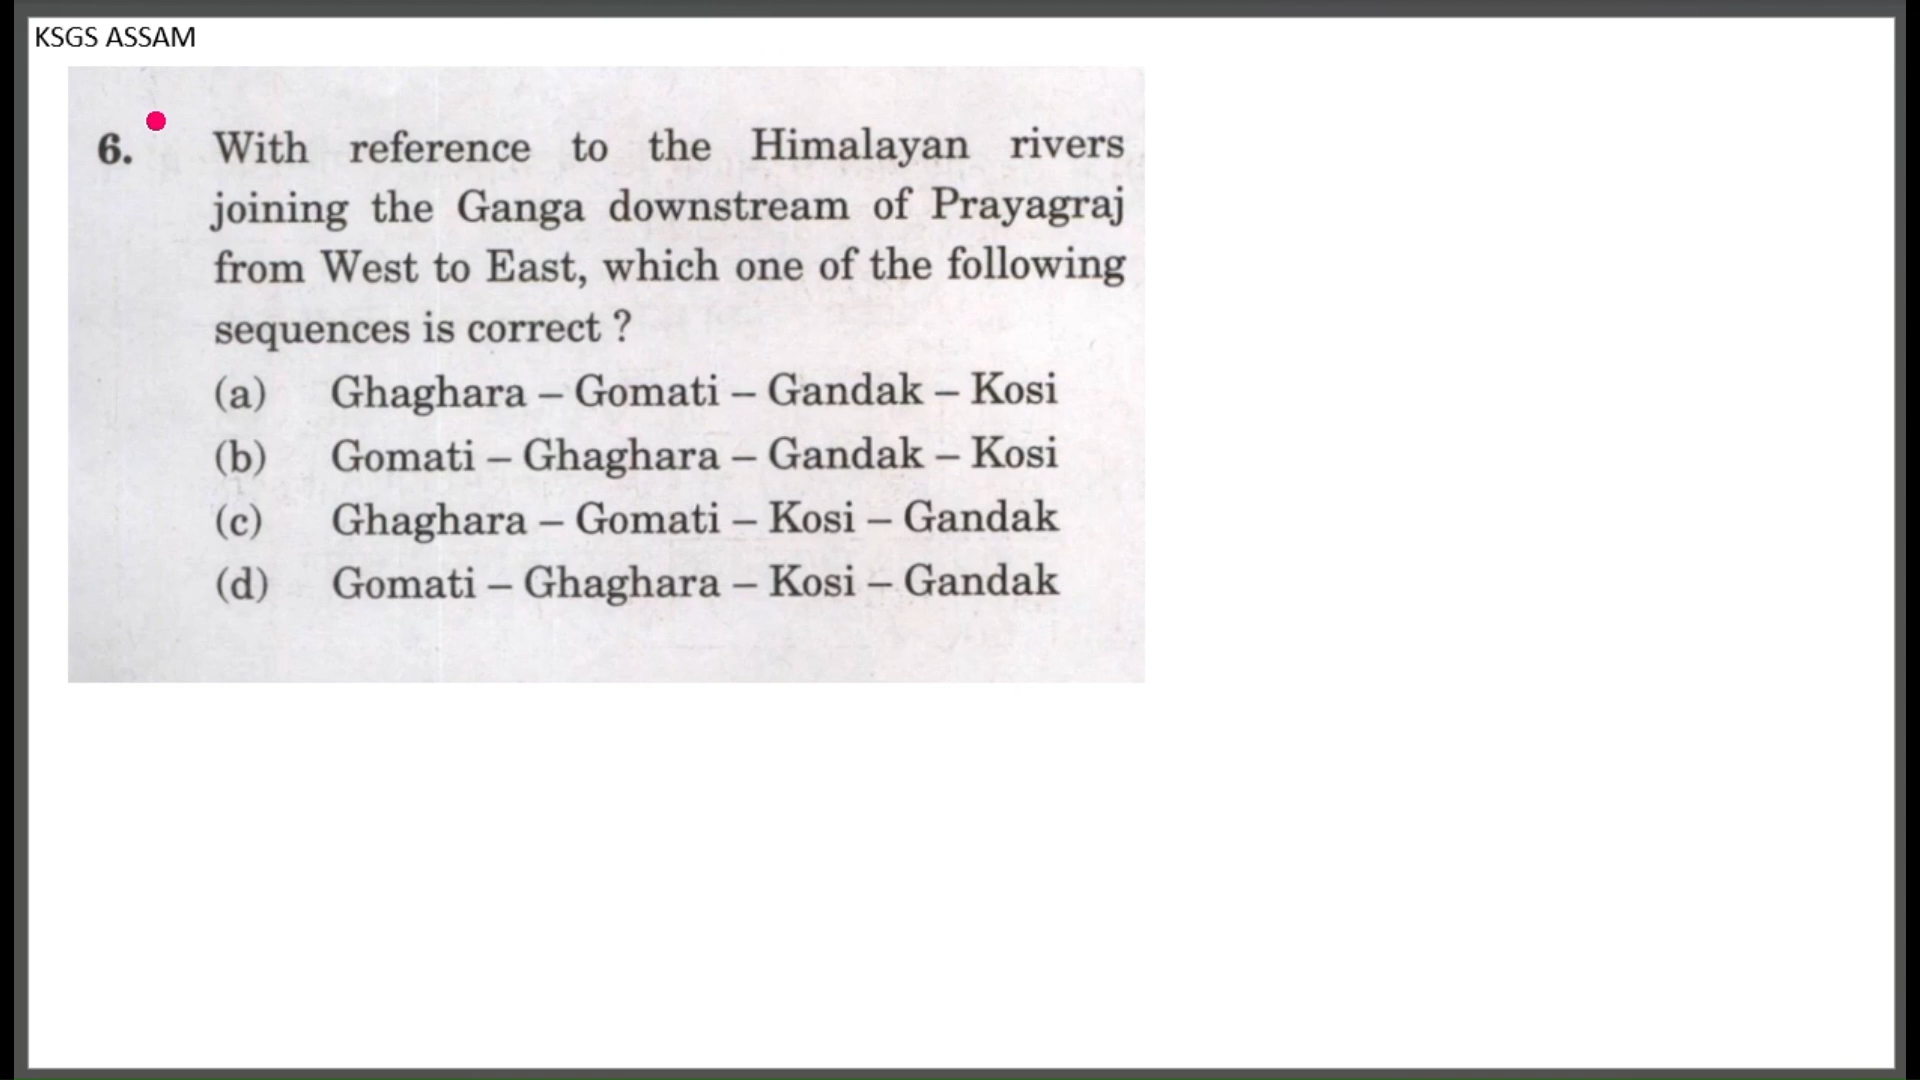 KSGS ASSAM
6. With reference to the Himalayan rivers
joining the Ganga downstream of Prayagraj
from West to East, which one of the following
sequences is correct ?
(a) Ghaghara – Gomati – Gandak – Kosi
(b) Gomati – Ghaghara – Gandak – Kosi
(c) Ghaghara – Gomati – Kosi – Gandak
(d) Gomati – Ghaghara – Kosi – Gandak